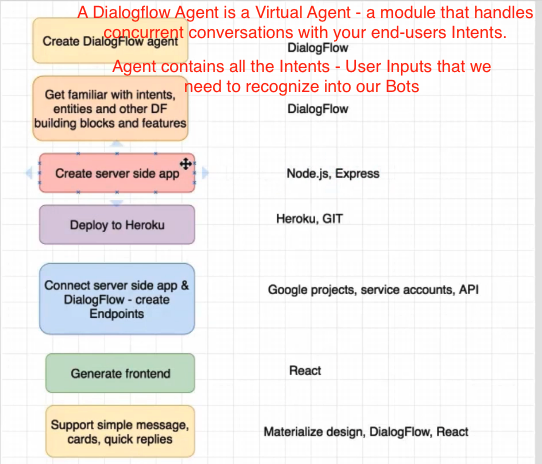 A Dialogflow Agent is a Virtual Agent - a module that handles
concurrent conversations with your end-users Intents.
Create DialogFlow agent
DialogFlow
Agent contains all the Intents - User Inputs that we
need to recognize into our Bots
Get familiar with intents,
entities and other DF
building blocks and features
DialogFlow
Create server side app
Node.js, Express
Deploy to Heroku
Heroku, GIT
Connect server side app &
DialogFlow - create
Endpoints
Google projects, service accounts, API
Generate frontend
React
Support simple message,
cards, quick replies
Materialize design, DialogFlow, React